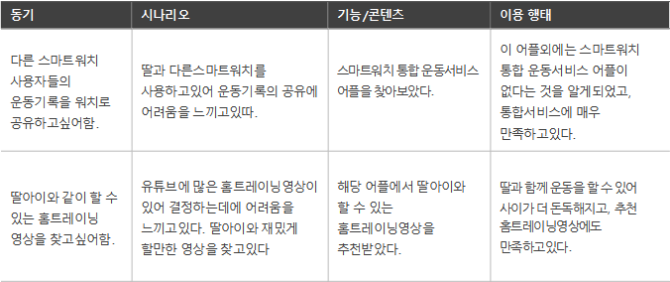 동기
시나리오
기능/콘텐츠
이용 행태
다른 스마트워치
사용자들의
운동기록을 워치로
공유하고싶어함.
딸과 다른스마트워치를
사용하고있어 운동기록의 공유에
어려움을 느끼고있따.
스마트워치 통합 운동서비스
어플을 찾아보았다.
이 어플외에는 스마트워치
통합 운동서비스 어플이
없다는 것을 알게되었고,
통합서비스에 매우
만족하고있다.
딸아이와 같이 할 수
있는 홈트레이닝
영상을 찾고싶어함.
유튜브에 많은 홈트레이닝영상이
있어 결정하는데에 어려움을
느끼고있다. 딸아이와 재밌게
할만한 영상을 찾고있다
해당 어플에서 딸아이와
할 수 있는
홈트레이닝영상을
추천받았다.
딸과 함께 운동을 할 수 있어
사이가 더 돈독해지고, 추천
홈트레이닝영상에도
만족하고있다.